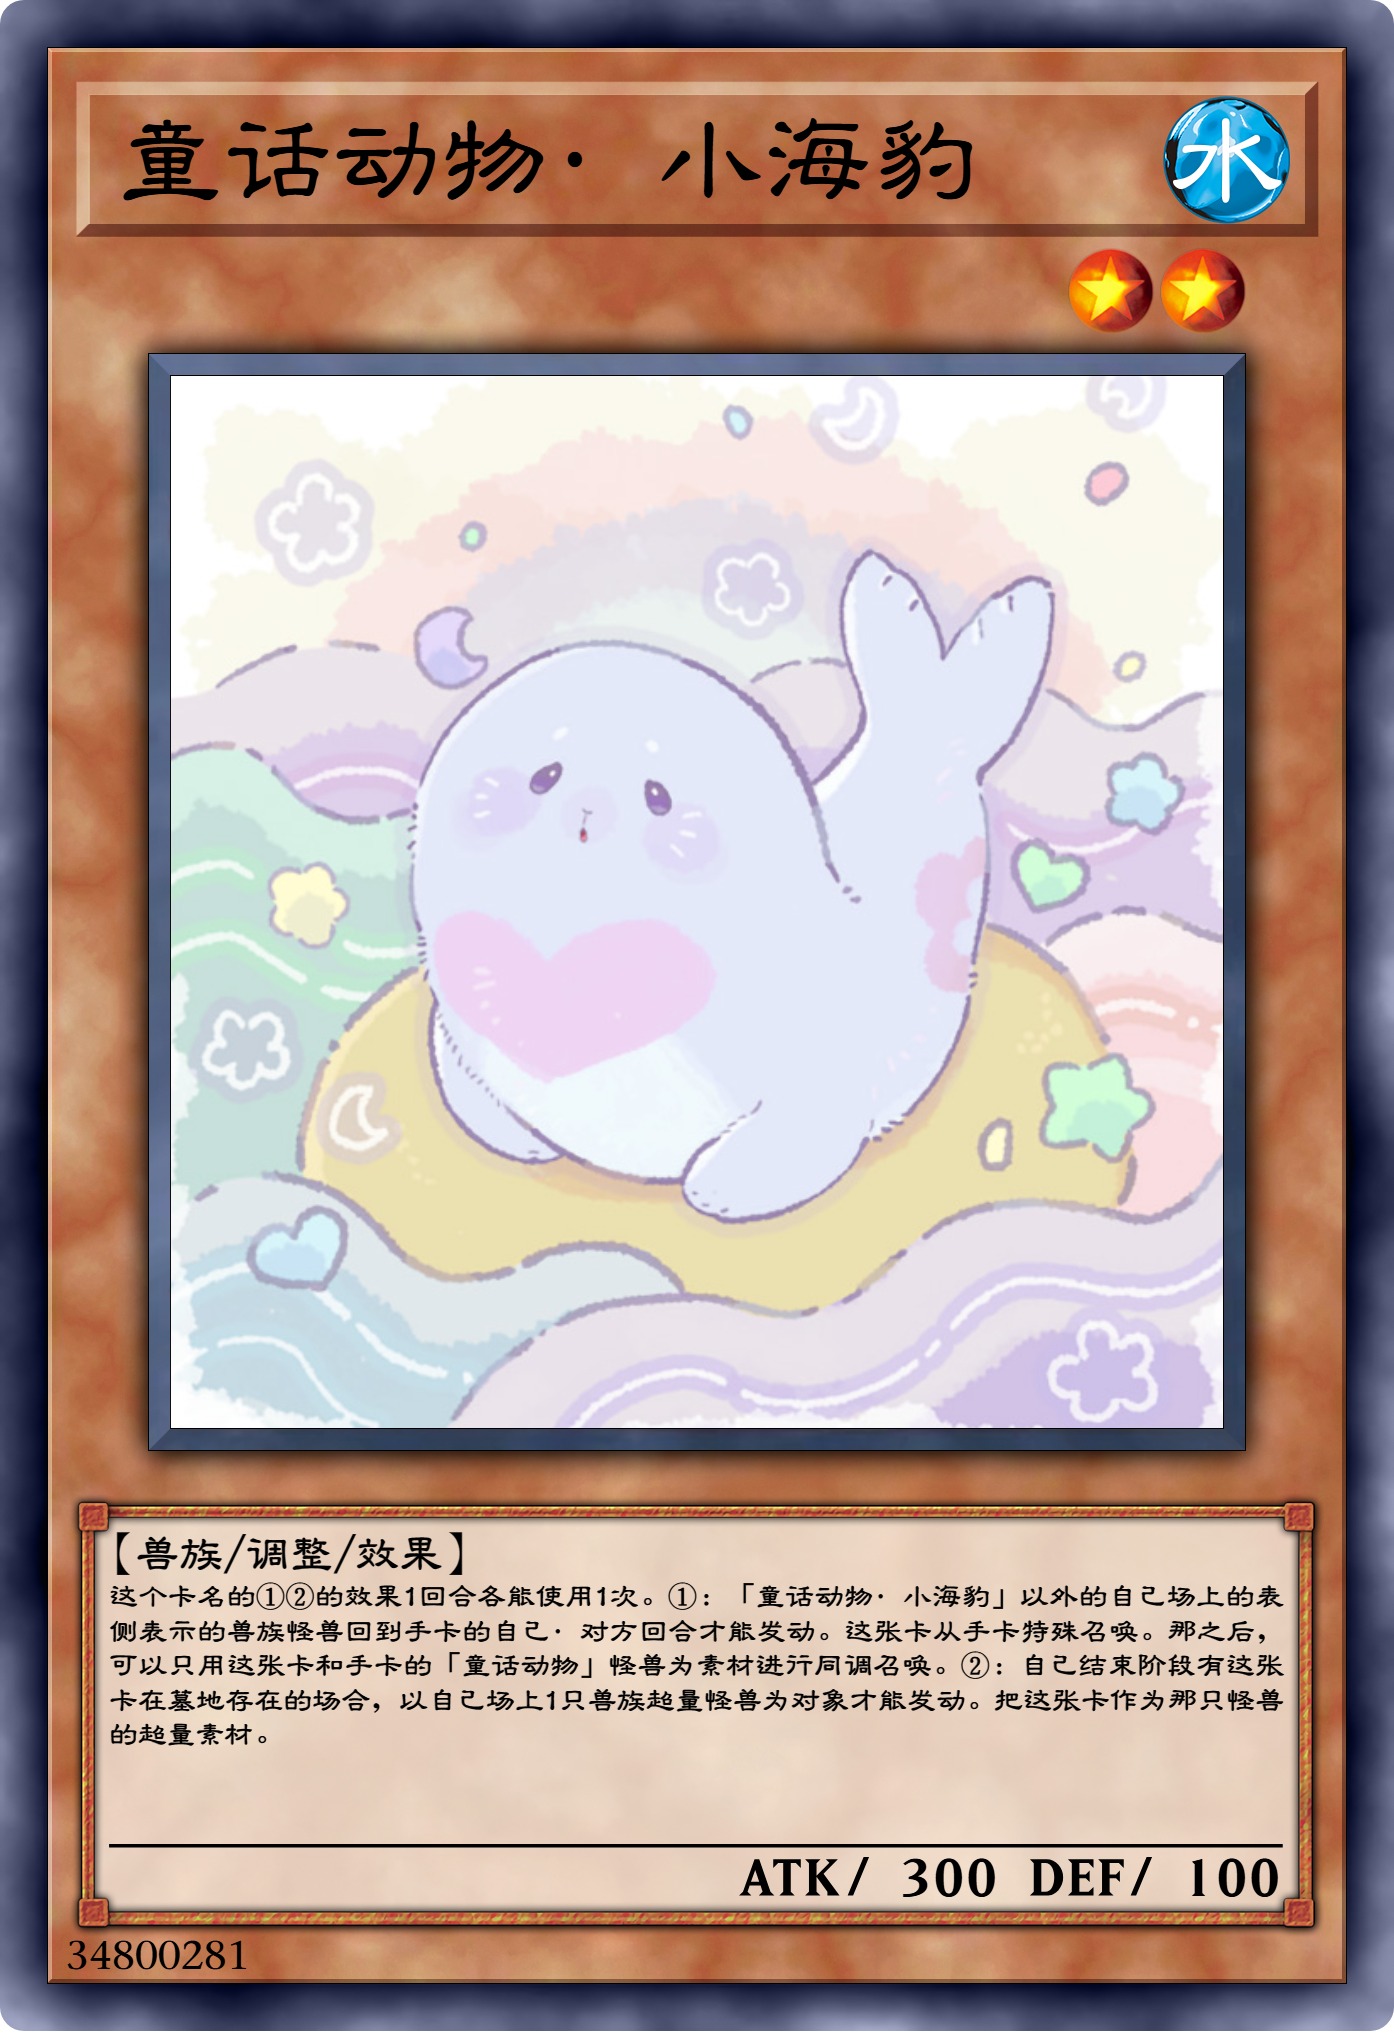 童话动物·小海豹
水
【兽族/调整/效果】
这个卡名的①②的效果1回合各能使用1次。①：「童话动物·小海豹」以外的自己场上的表
侧表示的兽族怪兽回到手卡的自己·对方回合才能发动。这张卡从手卡特殊召唤。那之后，
可以只用这张卡和手卡的「童话动物」怪兽为素材进行同调召唤。②：自己结束阶段有这张
卡在墓地存在的场合，以自己场上1只兽族超量怪兽为对象才能发动。把这张卡作为那只怪兽
的超量素材。
ATK/ 300 DEF/ 100
34800281